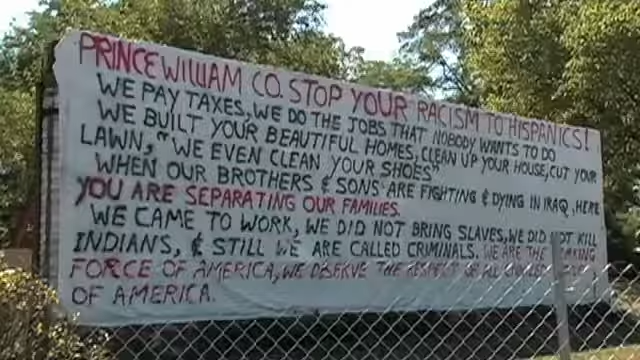 PRINCE WILLIAM CO. STOP YOUR RACISM TO HISPANICS!
WE PAY TAXES, WE DO THE JOBS THAT NOBODY WANTS TO DO
WE BUILT YOUR BEAUTIFUL HOMES, CLEAN UP YOUR HOUSE, CUT YOUR
LAWN, "WE EVEN CLEAN YOUR SHOES"
WHEN OUR BROTHERS & SONS ARE FIGHTING & DYING IN IRAQ, HERE
YOU ARE SEPARATING OUR FAMILIES.
WE CAME TO WORK, WE DID NOT BRING SLAVES, WE DID NOT KILL
INDIANS, & STILL WE ARE CALLED CRIMINALS. WE ARE THE
FORCE OF AMERICA, WE DESERVE THE RESPECT OF ALL
OF AMERICA.